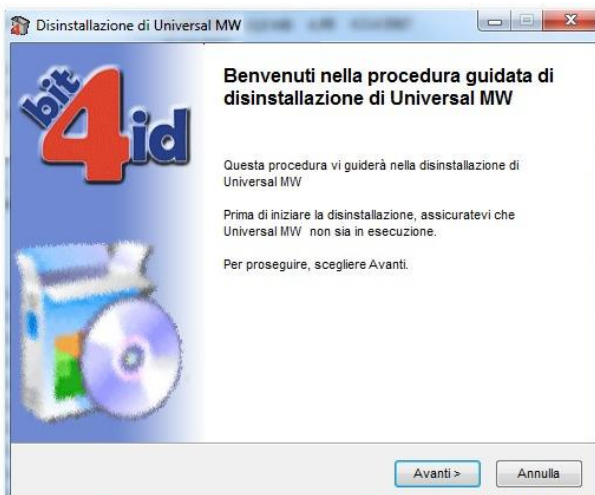 Disinstallazione di Universal MW
bit
4id
Benvenuti nella procedura guidata di
disinstallazione di Universal MW
Questa procedura vi guiderà nella disinstallazione di
Universal MW
Prima di iniziare la disinstallazione, assicuratevi che
Universal MW non sia in esecuzione.
Per proseguire, scegliere Avanti.
Avanti >
Annulla